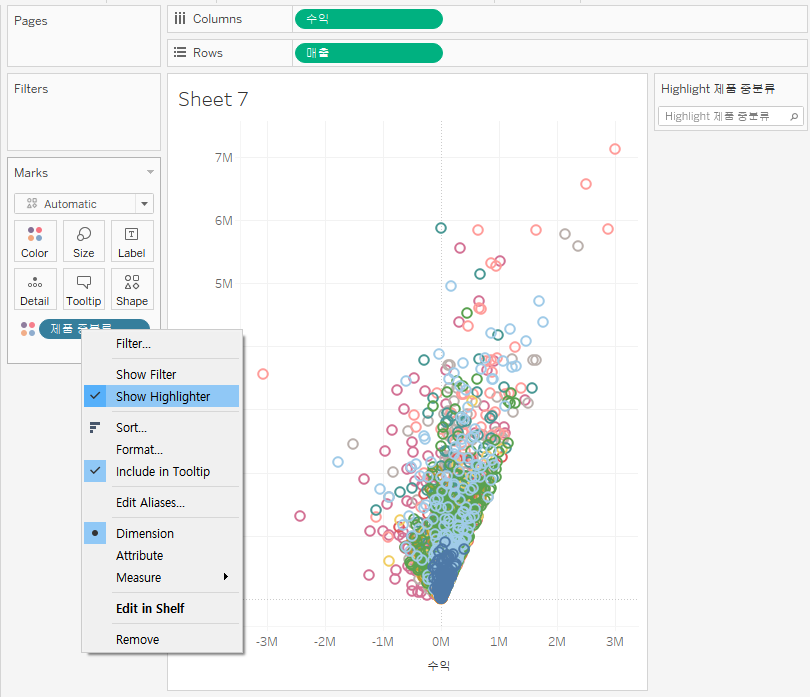 Pages
Columns
수익
Rows
매출
Filters
Marks
Automatic
Color
Size
Label
Detail
Tooltip
Shape
제품 중분류
Filter...
Show Filter
Show Highlighter
Sort...
Format...
Include in Tooltip
Edit Aliases...
Dimension
Attribute
Measure
Edit in Shelf
Remove
Sheet 7
7M
6M
5M
-3M
-2M
-1M
0M
1M
2M
3M
수익
Highlight 제품 중분류
Highlight 제품 중분류